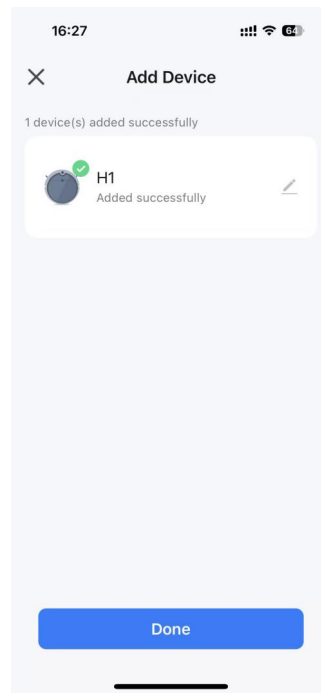 16:27
64
Add Device
1 device(s) added successfully
H1
Added successfully
Done